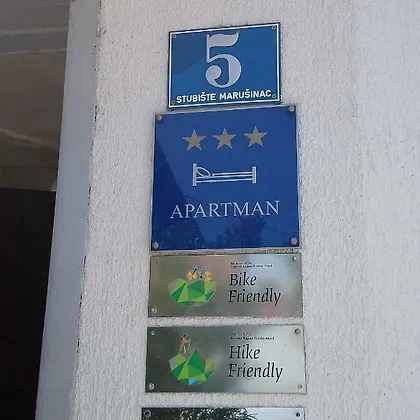 5
STUBIŠTE MARUŠINAC
APARTMAN
Bike
Friendly
Hike
Friendly